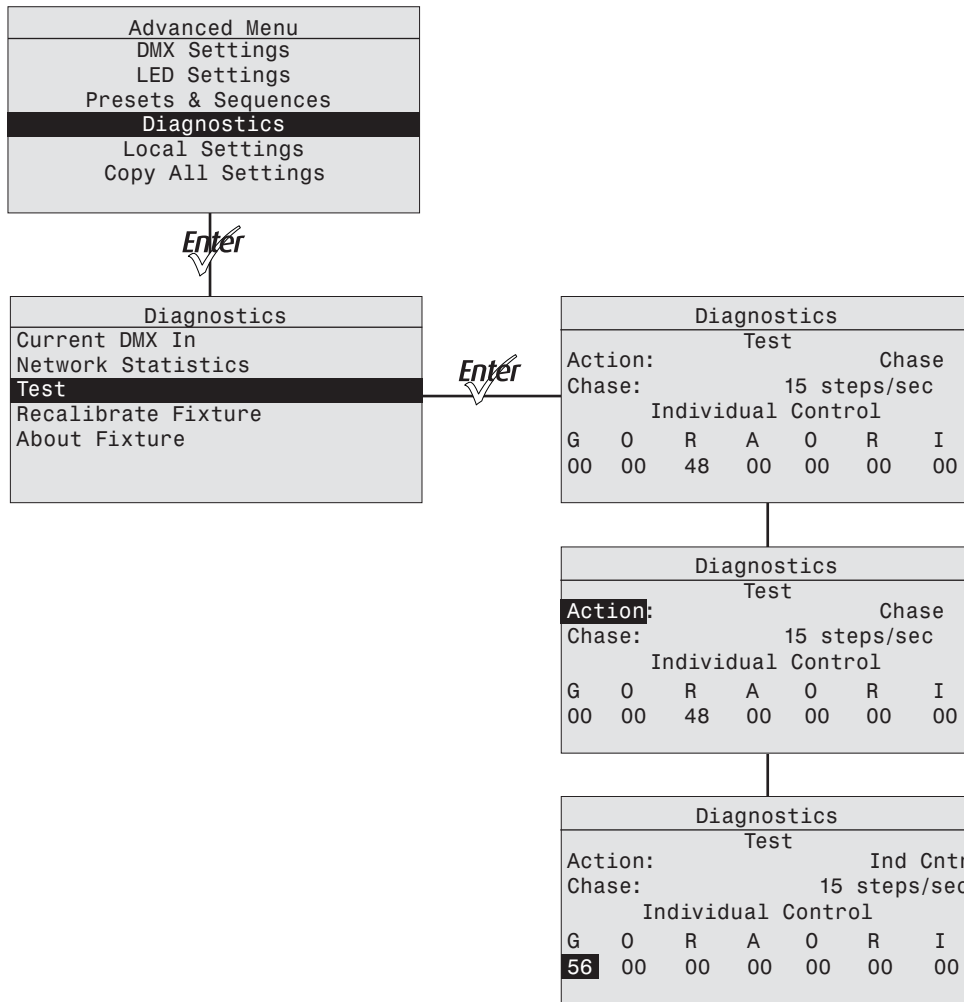 Advanced Menu
DMX Settings
LED Settings
Presets & Sequences
Diagnostics
Local Settings
Copy All Settings
Enter
Diagnostics
Current DMX In
Network Statistics
Test
Recalibrate Fixture
About Fixture
Enter
Diagnostics
Test
Action: Chase
Chase: 15 steps/sec
Individual Control
G O R A O R I
00 00 48 00 00 00 00
Diagnostics
Test
Action: Chase
Chase: 15 steps/sec
Individual Control
G O R A O R I
00 00 48 00 00 00 00
Diagnostics
Test
Action: Ind Cntr
Chase: 15 steps/sec
Individual Control
G O R A O R I
56 00 00 00 00 00 00